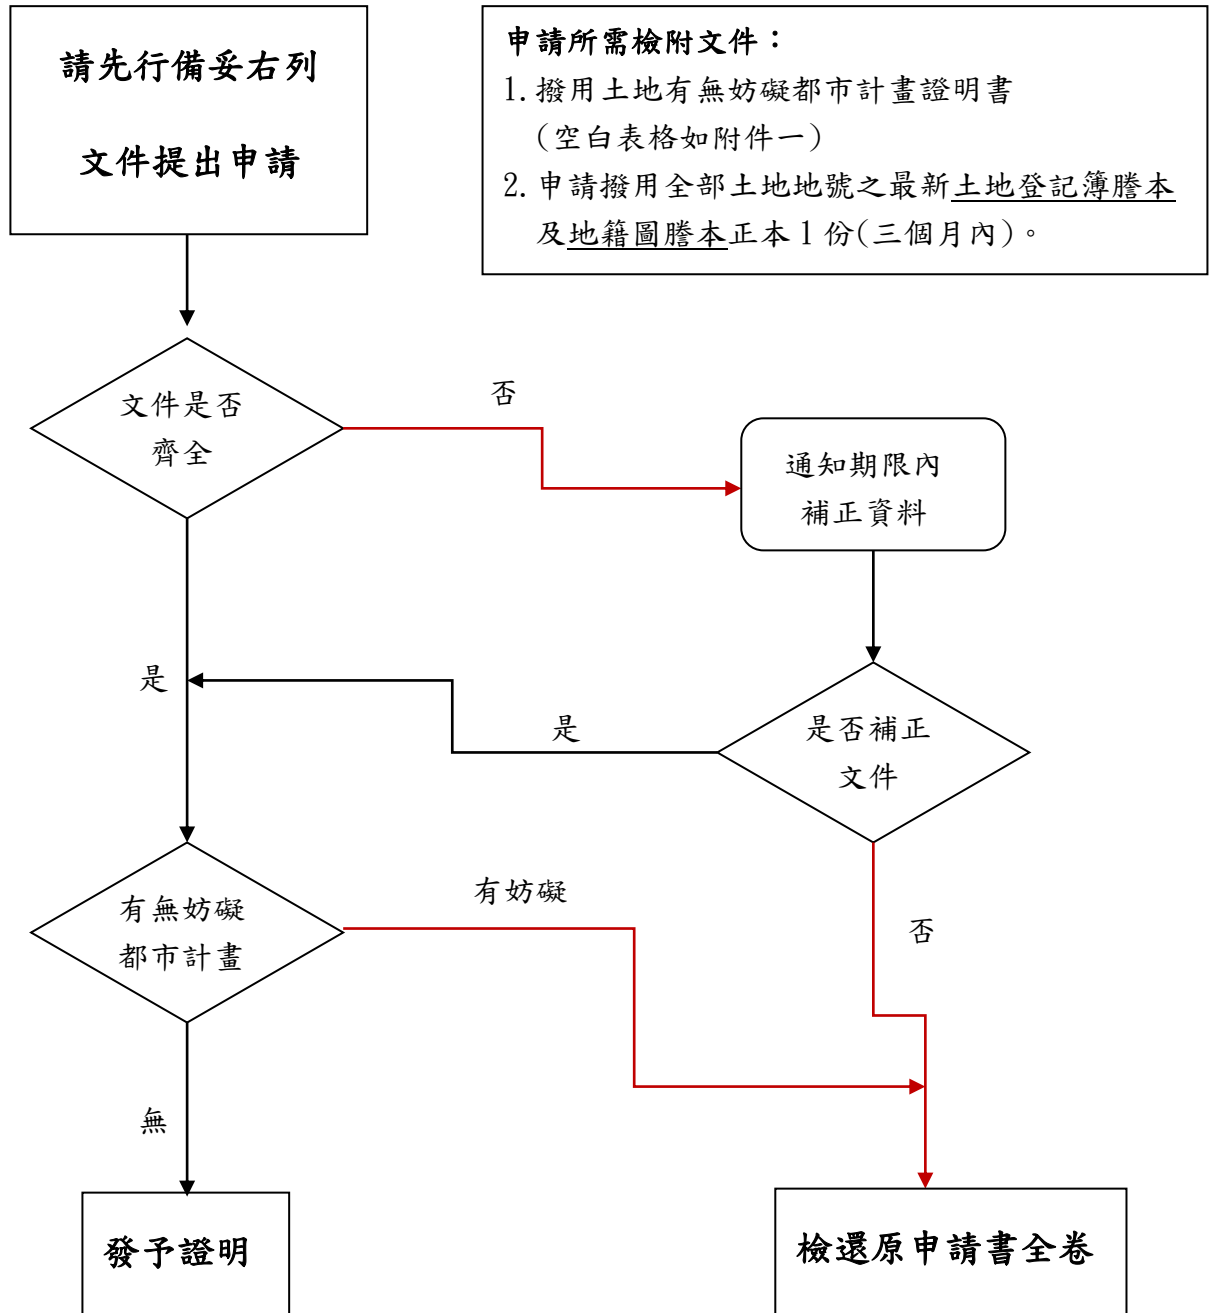 請先行備妥右列
文件提出申請
申請所需檢附文件：
1.撥用土地有無妨礙都市計畫證明書
(空白表格如附件一)
2.申請撥用全部土地地號之最新土地登記簿謄本
及地籍圖謄本正本1份(三個月內)。
文件是否
齊全
否
通知期限內
補正資料
是
是
是否補正
文件
有無妨礙
都市計畫
有妨礙
否
無
發予證明
檢還原申請書全卷